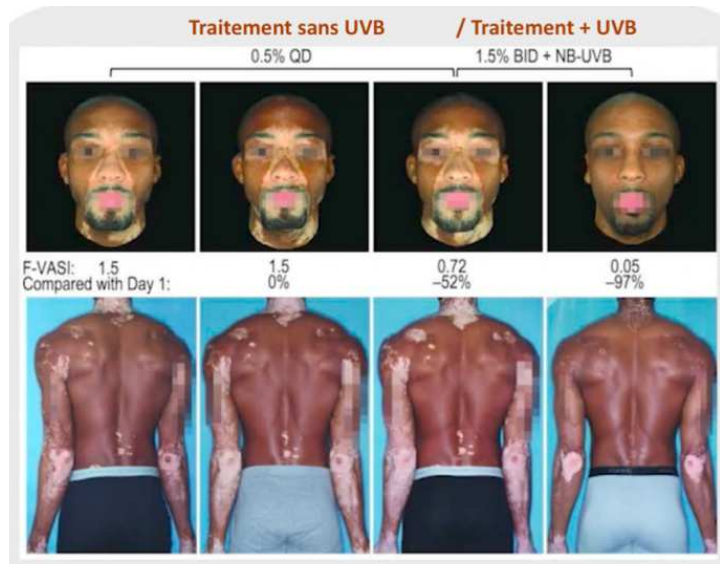 Traitement sans UVB / Traitement + UVB
0.5% QD 1.5% BID + NB-UVB
F-VASI: 1.5 1.5 0.72 0.05
Compared with Day 1: 0% –52% –97%